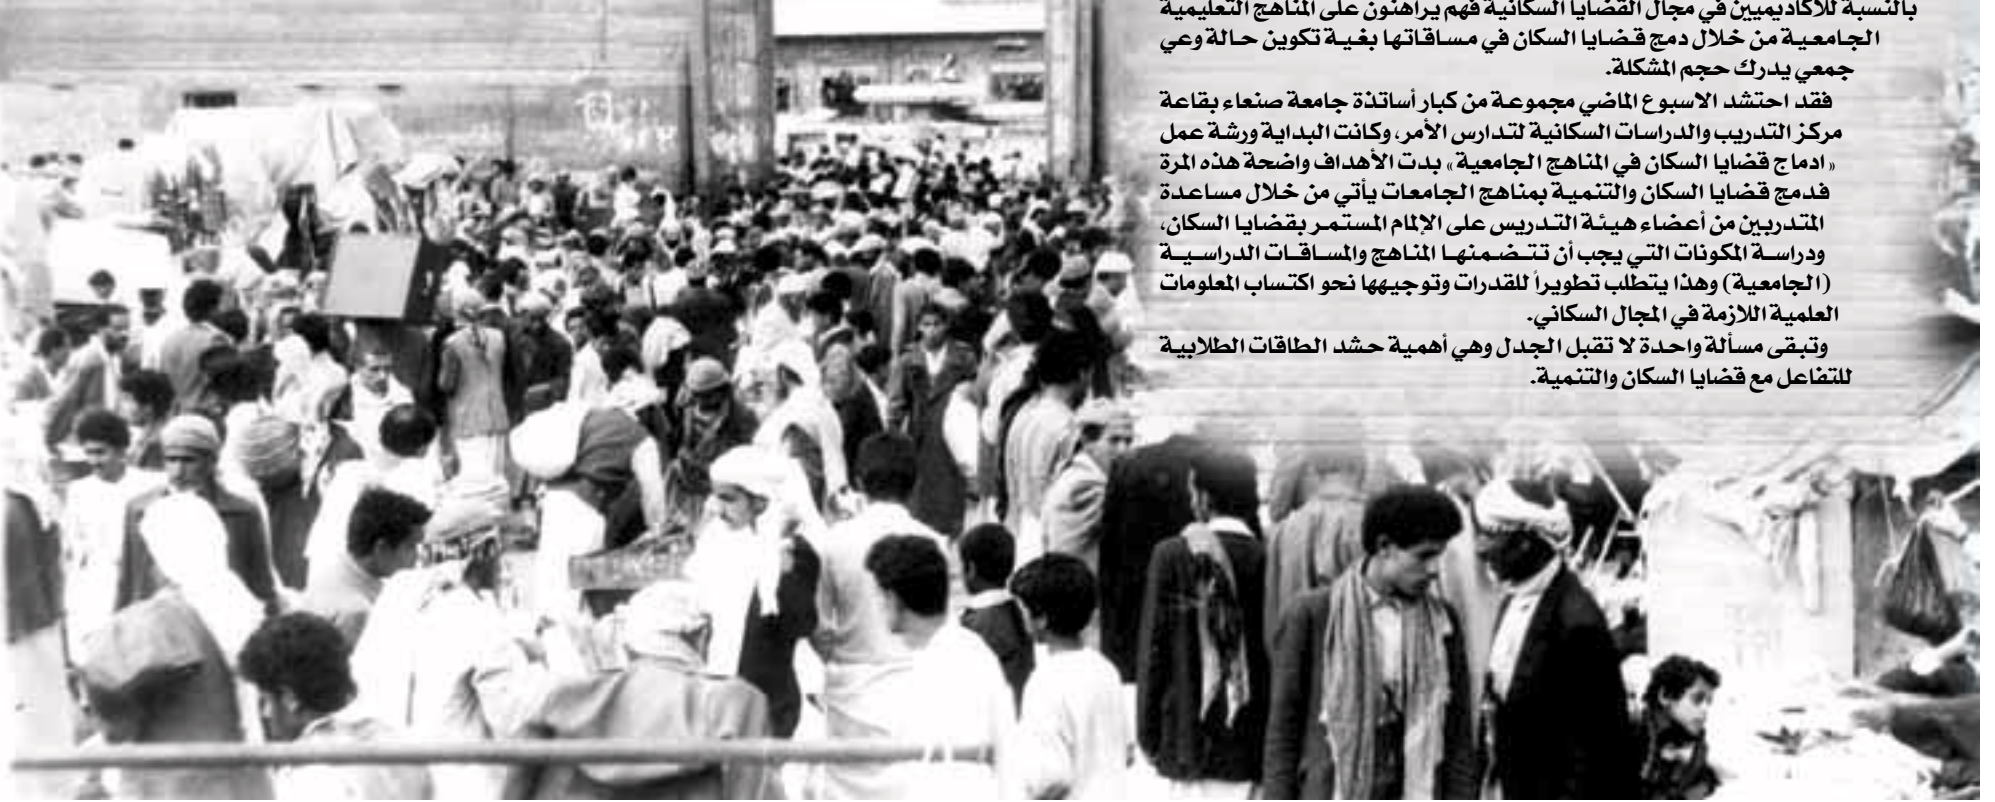 بالنسبة للأكاديميين في مجال القضايا السكانية فهم يراهنون على المناهج التعليمية
الجامعية من خلال دمج قضايا السكان في مساقاتها بغية تكوين حالة وعي
جمعي يدرك حجم المشكلة.
فقد احتشد الاسبوع الماضي مجموعة من كبار أساتذة جامعة صنعاء بقاعة
مركز التدريب والدراسات السكانية لتدارس الأمر، وكانت البداية ورشة عمل
«ادماج قضايا السكان في المناهج الجامعية» بدت الأهداف واضحة هذه المرة
فدمج قضايا السكان والتنمية بمناهج الجامعات يأتي من خلال مساعدة
المتدربين من أعضاء هيئة التدريس على الإلمام المستمر بقضايا السكان،
ودراسة المكونات التي يجب أن تتضمنها المناهج والمساقات الدراسية
(الجامعية) وهذا يتطلب تطويراً للقدرات وتوجيهها نحو اكتساب المعلومات
العلمية اللازمة في المجال السكاني.
وتبقى مسألة واحدة لا تقبل الجدل وهي أهمية حشد الطاقات الطلابية
للتفاعل مع قضايا السكان والتنمية.